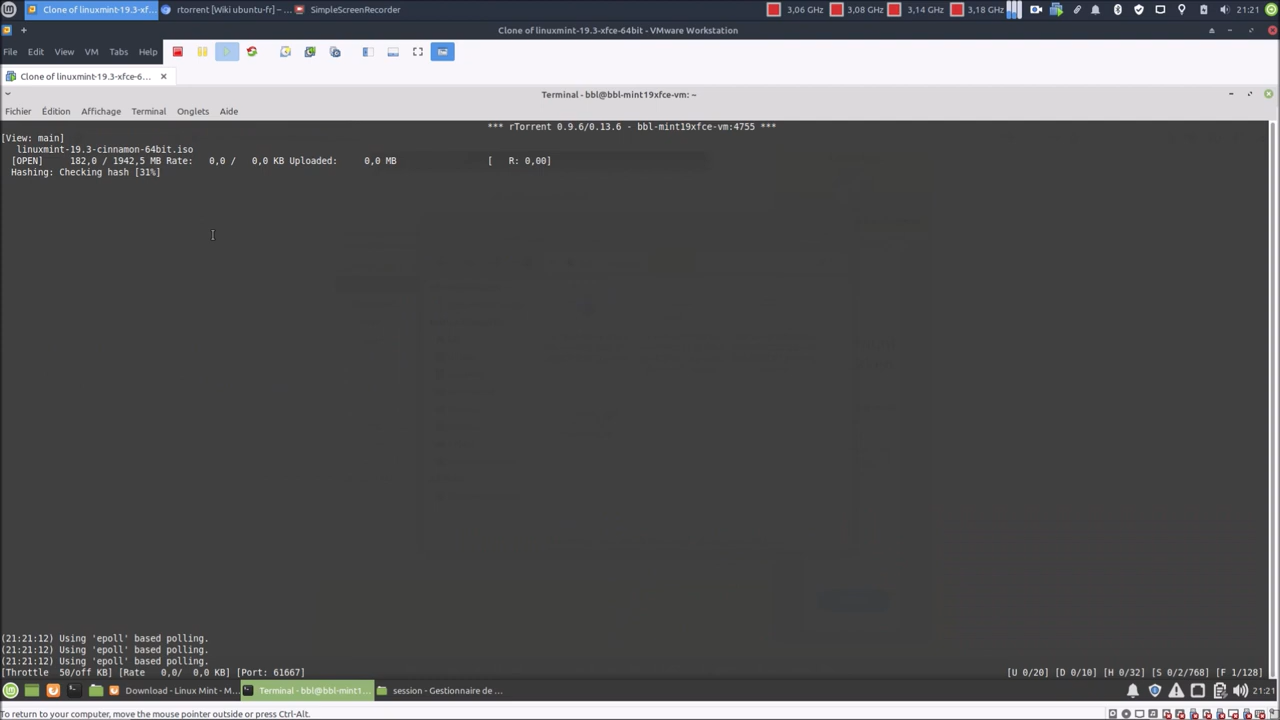 Clone of linuxmint-19.3-xf...
rtorrent [Wiki ubuntu-fr] – ...
SimpleScreenRecorder
3,06 GHz
3,08 GHz
3,14 GHz
3,18 GHz
21:21
Clone of linuxmint-19.3-xfce-64bit - VMware Workstation
File Edit View VM Tabs Help
Clone of linuxmint-19.3-xfce-6...
Terminal - bbl@bbl-mint19xfce-vm: ~
Fichier Édition Affichage Terminal Onglets Aide
*** rTorrent 0.9.6/0.13.6 - bbl-mint19xfce-vm:4755 ***
[View: main]
linuxmint-19.3-cinnamon-64bit.iso
[OPEN] 182,0 / 1942,5 MB Rate: 0,0 / 0,0 KB Uploaded: 0,0 MB [ R: 0,00]
Hashing: Checking hash [31%]
(21:21:12) Using 'epoll' based polling.
(21:21:12) Using 'epoll' based polling.
(21:21:12) Using 'epoll' based polling.
[Throttle 50/off KB] [Rate 0,0/ 0,0 KB] [Port: 61667] [U 0/20] [D 0/10] [H 0/32] [S 0/2/768] [F 1/128]
Download - Linux Mint - M...
Terminal - bbl@bbl-mint1...
session - Gestionnaire de ...
21:21
To return to your computer, move the mouse pointer outside or press Ctrl-Alt.